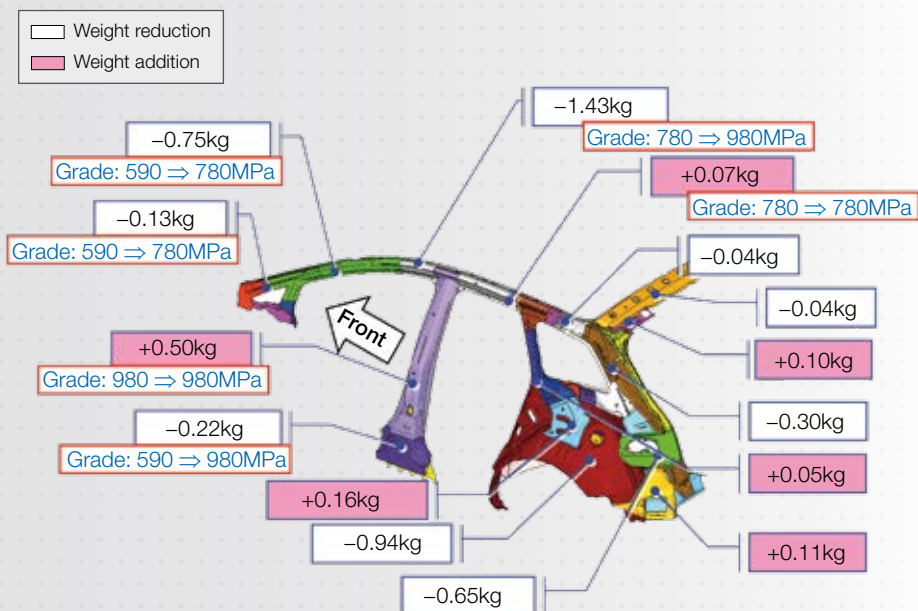 Weight reduction
Weight addition
−1.43kg
Grade: 780 ⇒ 980MPa
−0.75kg
Grade: 590 ⇒ 780MPa
+0.07kg
Grade: 780 ⇒ 780MPa
−0.13kg
Grade: 590 ⇒ 780MPa
−0.04kg
−0.04kg
Front
+0.50kg
Grade: 980 ⇒ 980MPa
+0.10kg
−0.22kg
Grade: 590 ⇒ 980MPa
−0.30kg
+0.05kg
+0.16kg
−0.94kg
+0.11kg
−0.65kg